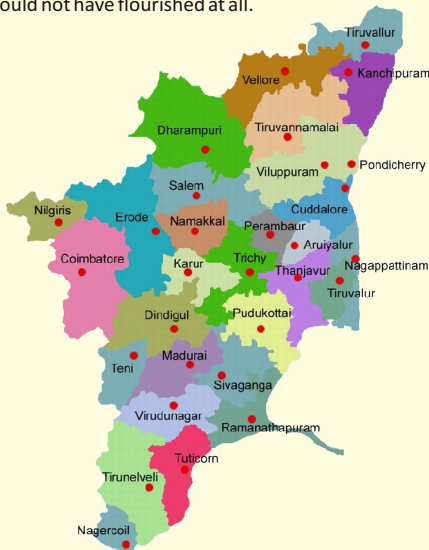 ould not have flourished at all.
Tiruvallur
Vellore
Kanchipuram
Dharampuri
Tiruvannamalai
Viluppuram
Pondicherry
Salem
Cuddalore
Nilgiris
Erode
Namakkal
Perambaur
Aruiyalur
Coimbatore
Karur
Trichy
Thanjavur
Nagappattinam
Tiruvalur
Dindigul
Pudukottai
Madurai
Teni
Sivaganga
Virudunagar
Ramanathapuram
Tuticorn
Tirunelveli
Nagercoil